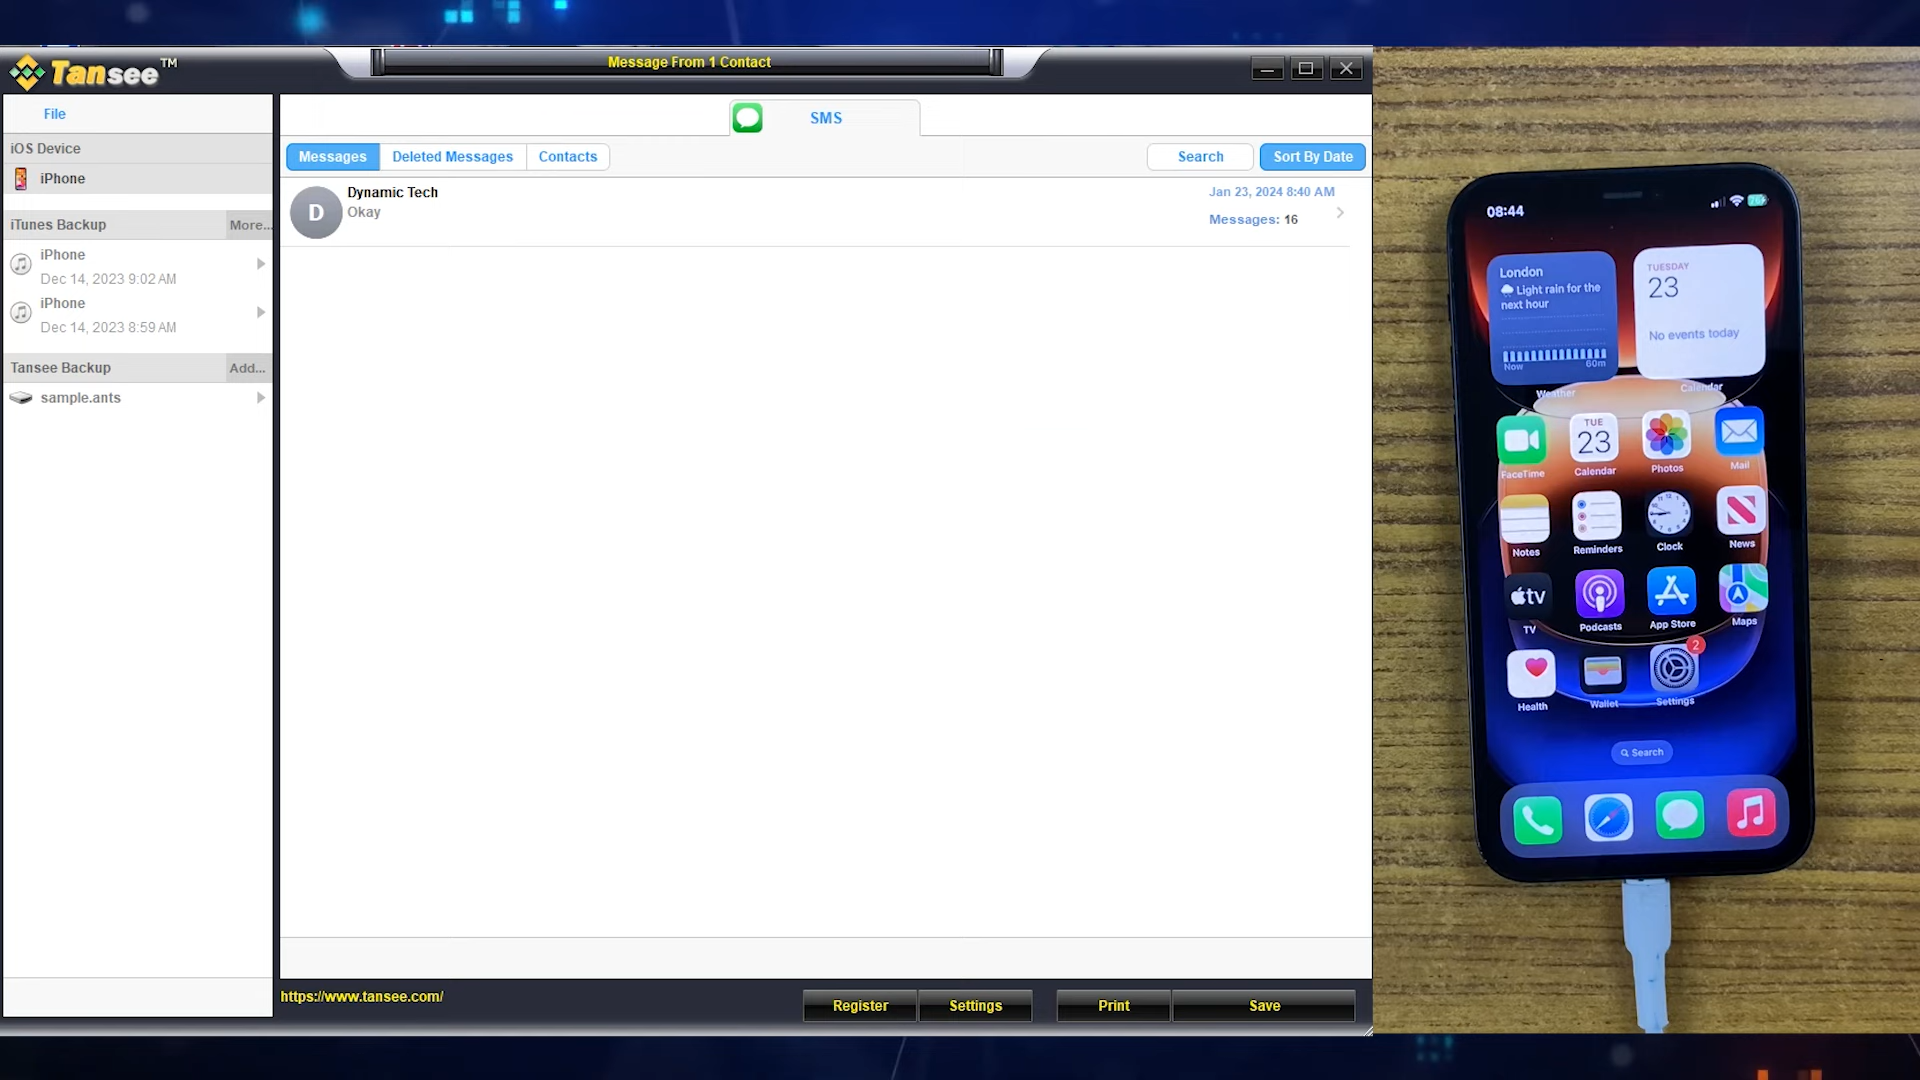 Tansee™
Message From 1 Contact
File
SMS
iOS Device
iPhone
Messages
Deleted Messages
Contacts
Search
Sort By Date
D
Dynamic Tech
Okay
Jan 23, 2024 8:40 AM
Messages: 16
iTunes Backup
More...
iPhone
Dec 14, 2023 9:02 AM
iPhone
Dec 14, 2023 8:59 AM
Tansee Backup
Add...
sample.ants
https://www.tansee.com/
Register
Settings
Print
Save
08:44
London
Light rain for the
next hour
Now
60m
Weather
TUESDAY
23
No events today
Calendar
FaceTime
TUE
23
Calendar
Photos
Mail
Notes
Reminders
Clock
News
tv
TV
Podcasts
App Store
Maps
Health
Wallet
2
Settings
Search